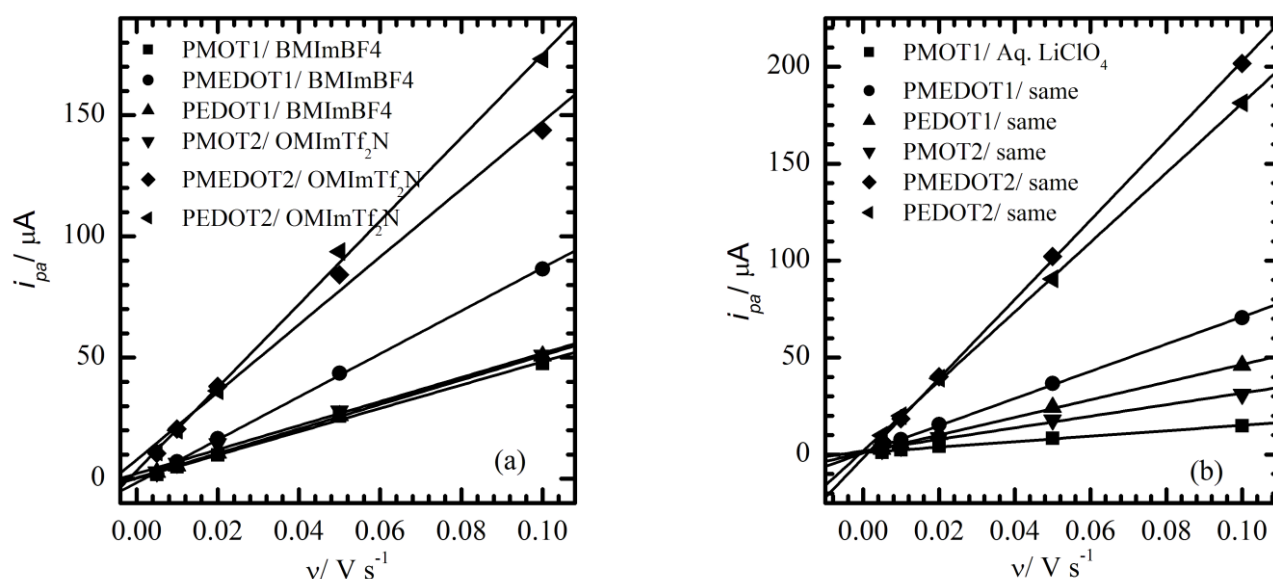 PMOT1/ BMImBF4
PMEDOT1/ BMImBF4
PEDOT1/ BMImBF4
PMOT2/ OMImTf₂N
PMEDOT2/ OMImTf₂N
PEDOT2/ OMImTf₂N
150
100
50
0
i_pa/ μA
(a)
0.00 0.02 0.04 0.06 0.08 0.10
ν/ V s⁻¹
PMOT1/ Aq. LiClO₄
PMEDOT1/ same
PEDOT1/ same
PMOT2/ same
PMEDOT2/ same
PEDOT2/ same
200
150
100
50
0
i_pa/ μA
(b)
0.00 0.02 0.04 0.06 0.08 0.10
ν/ V s⁻¹